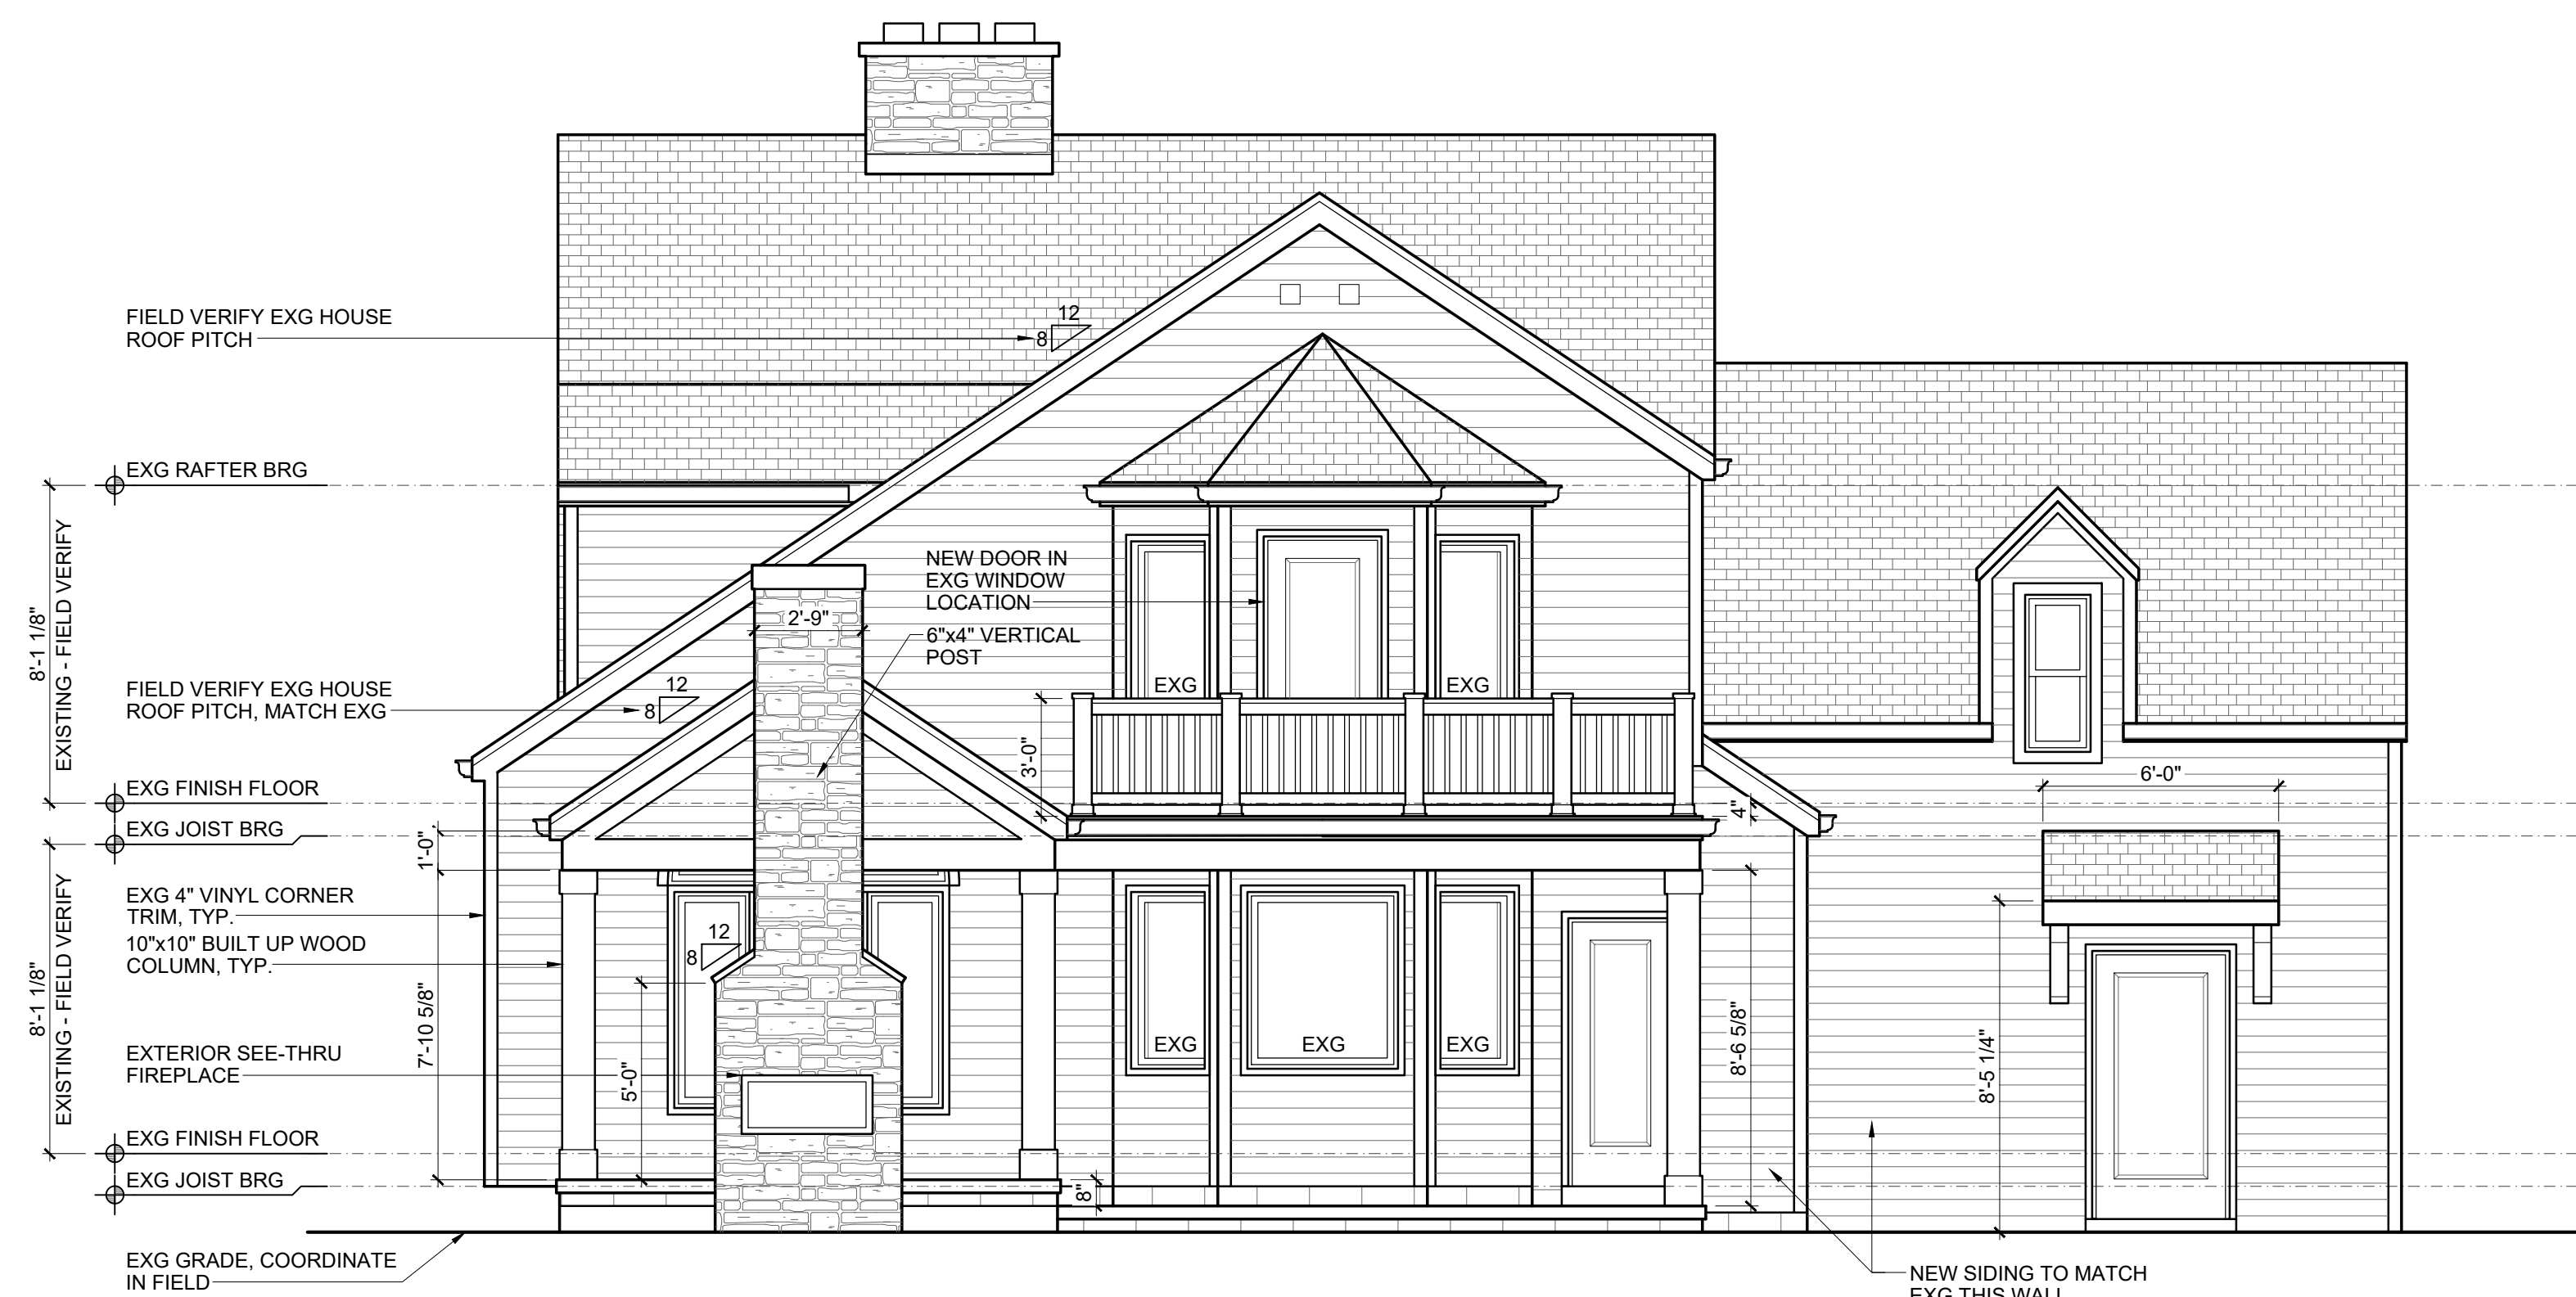 FIELD VERIFY EXG HOUSE
ROOF PITCH
12
8
EXG RAFTER BRG
8'-1 1/8"
EXISTING - FIELD VERIFY
NEW DOOR IN
EXG WINDOW
LOCATION
2'-9"
6"x4" VERTICAL
POST
EXG
EXG
FIELD VERIFY EXG HOUSE
ROOF PITCH, MATCH EXG
12
8
3'-0"
6'-0"
EXG FINISH FLOOR
4"
EXG JOIST BRG
1'-0"
EXG 4" VINYL CORNER
TRIM, TYP.
10"x10" BUILT UP WOOD
COLUMN, TYP.
12
8
8'-1 1/8"
EXISTING - FIELD VERIFY
7'-10 5/8"
5'-0"
EXG
EXG
EXG
8'-6 5/8"
8'-5 1/4"
EXTERIOR SEE-THRU
FIREPLACE
EXG FINISH FLOOR
EXG JOIST BRG
8"
EXG GRADE, COORDINATE
IN FIELD
NEW SIDING TO MATCH
EXG THIS WALL